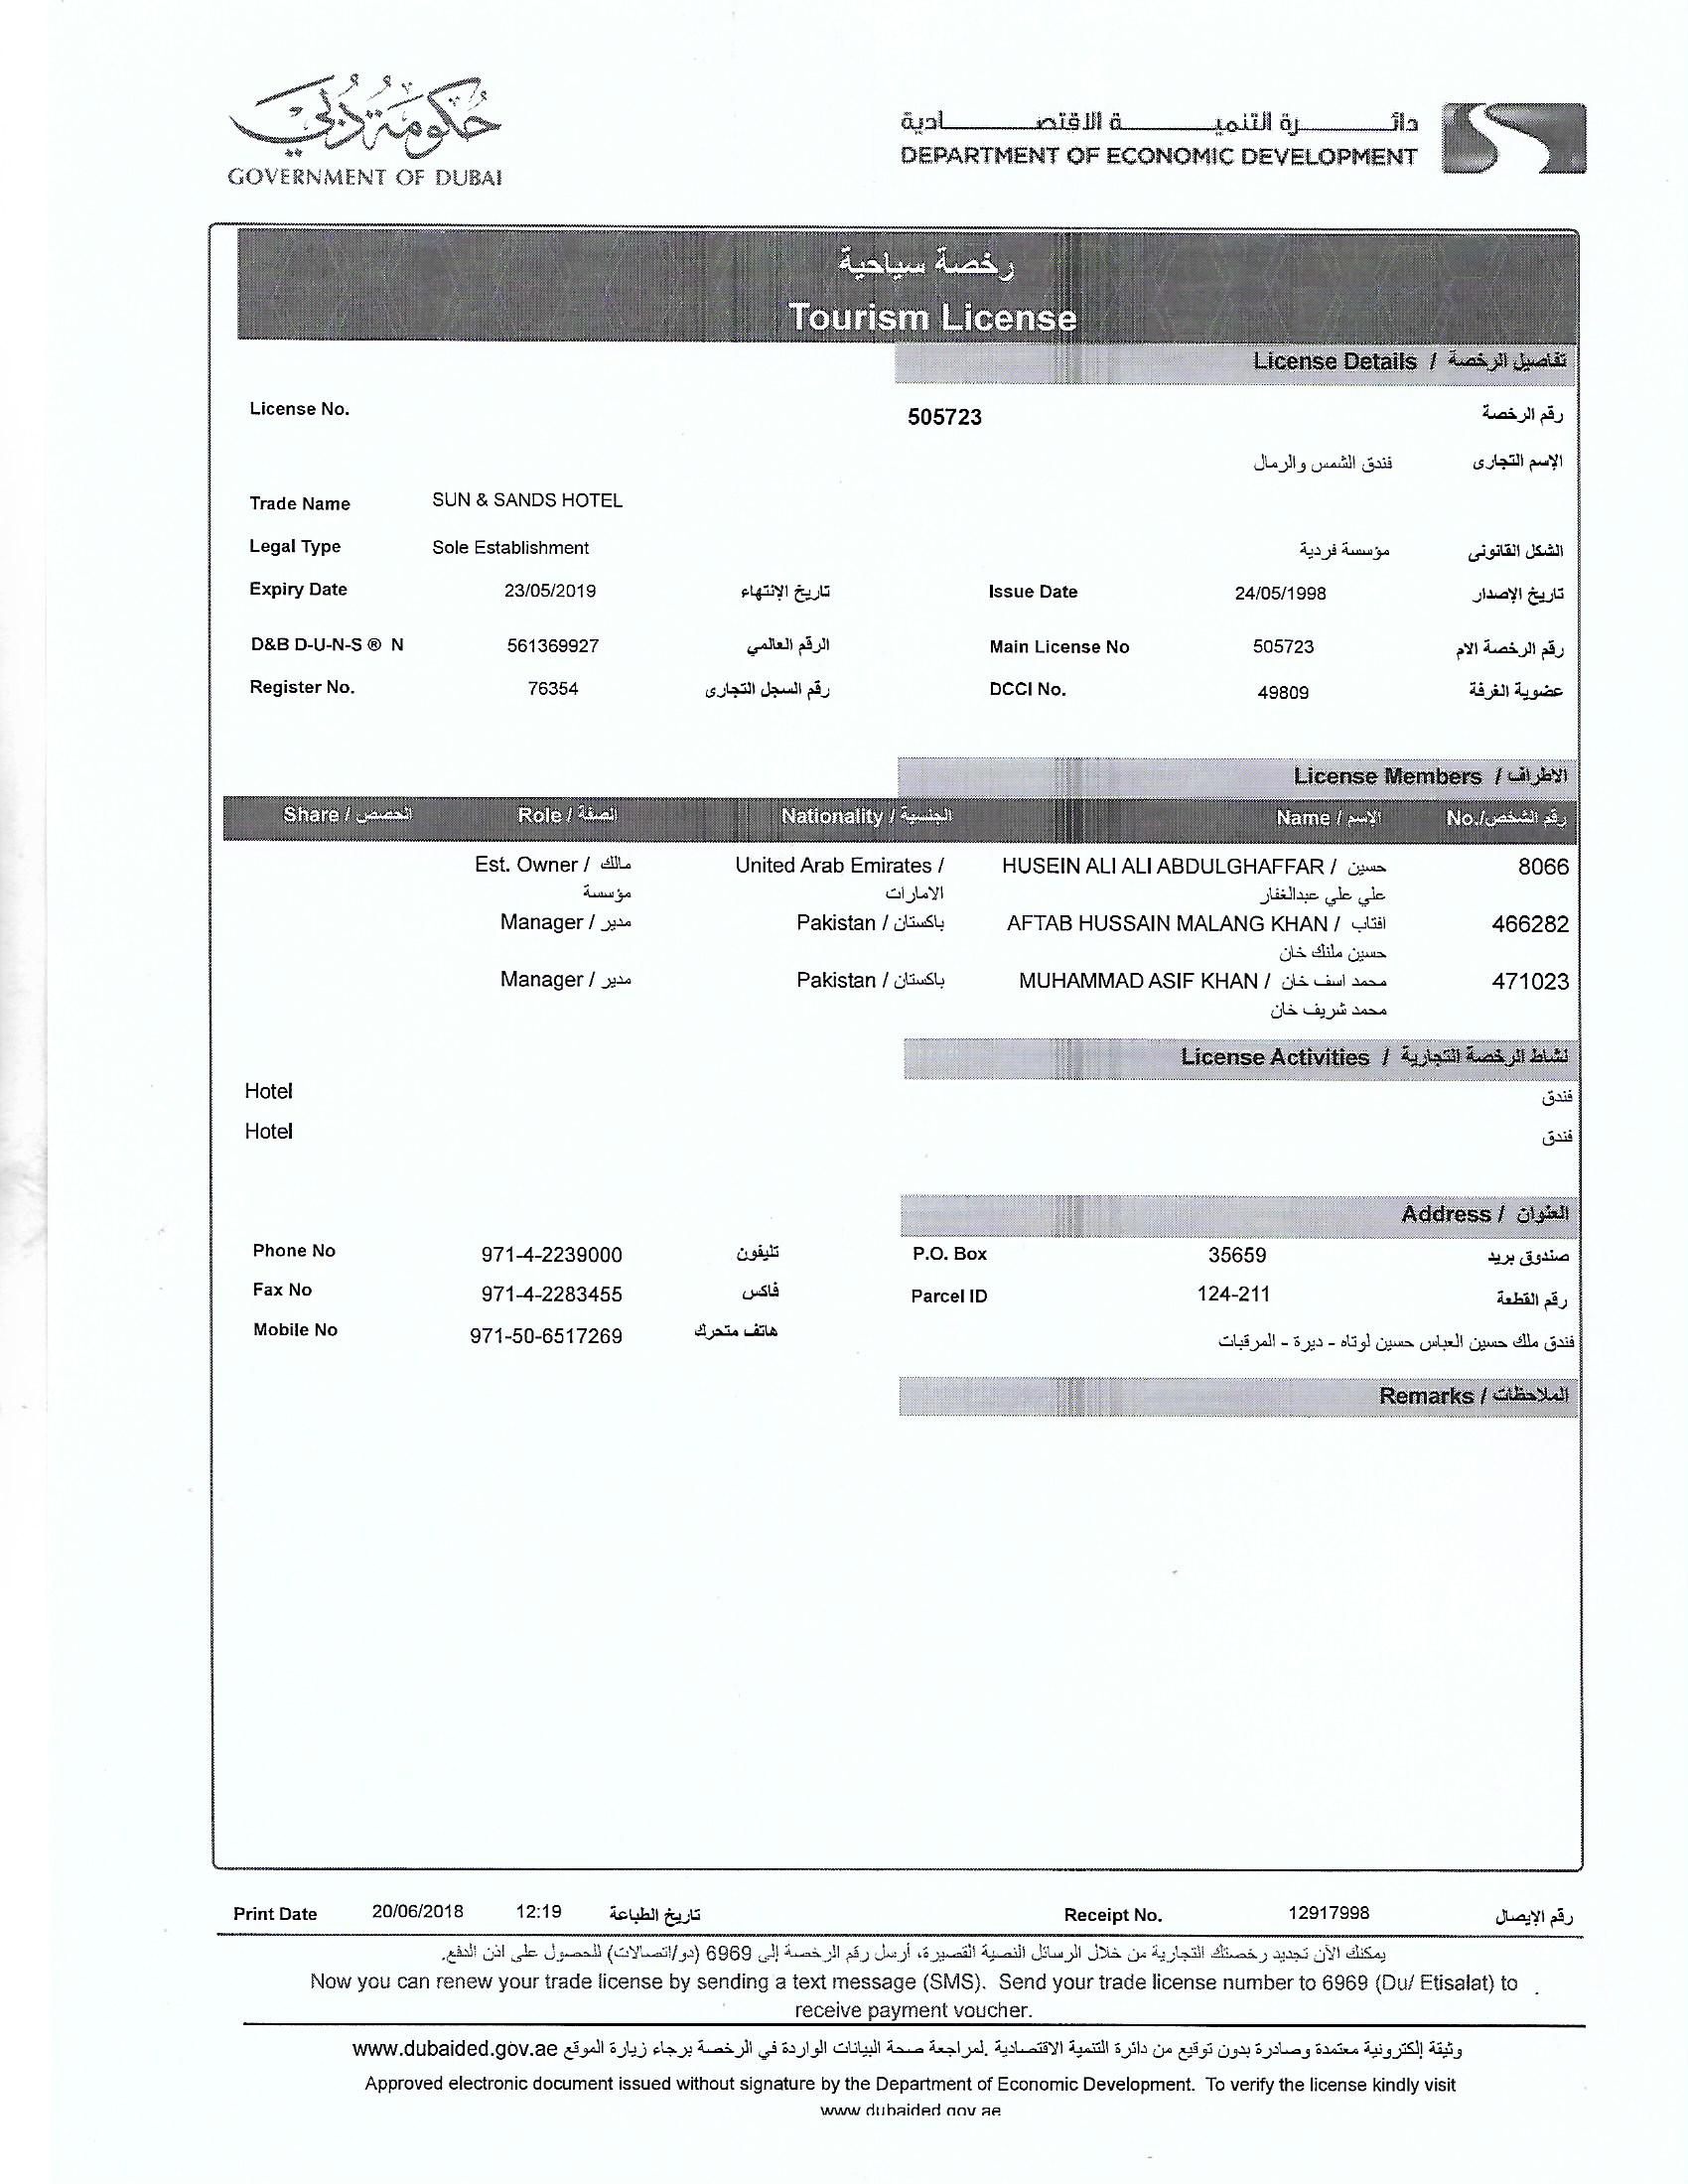 حكومة دبي
GOVERNMENT OF DUBAI
دائرة التنمية الاقتصادية
DEPARTMENT OF ECONOMIC DEVELOPMENT
رخصة سياحية
Tourism License
License Details / تفاصيل الرخصة
License No. 505723 رقم الرخصة
فندق الشمس والرمال الاسم التجارى
Trade Name SUN & SANDS HOTEL
Legal Type Sole Establishment مؤسسة فردية الشكل القانونى
Expiry Date 23/05/2019 تاريخ الإنتهاء Issue Date 24/05/1998 تاريخ الإصدار
D&B D-U-N-S ® N 561369927 الرقم العالمي Main License No 505723 رقم الرخصة الام
Register No. 76354 رقم السجل التجارى DCCI No. 49809 عضوية الغرفة
License Members / الاطراف
Share / الحصص Role / الصفة Nationality / الجنسية Name / الاسم No./رقم الشخص
Est. Owner / مالك United Arab Emirates / HUSEIN ALI ALI ABDULGHAFFAR / حسين 8066
مؤسسة الامارات علي علي عبدالغفار
Manager / مدير Pakistan / باكستان AFTAB HUSSAIN MALANG KHAN / افتاب 466282
حسين ملنك خان
Manager / مدير Pakistan / باكستان MUHAMMAD ASIF KHAN / محمد اسف خان 471023
محمد شريف خان
License Activities / نشاط الرخصة التجارية
Hotel فندق
Hotel فندق
Address / العنوان
Phone No 971-4-2239000 تليفون P.O. Box 35659 صندوق بريد
Fax No 971-4-2283455 فاكس Parcel ID 124-211 رقم القطعة
Mobile No 971-50-6517269 هاتف متحرك فندق ملك حسين العباس حسين لوتاه - ديرة - المرقبات
Remarks / الملاحظات
Print Date 20/06/2018 12:19 تاريخ الطباعة Receipt No. 12917998 رقم الايصال
يمكنك الآن تجديد رخصتك التجارية من خلال الرسائل النصية القصيرة، أرسل رقم الرخصة إلى 6969 (دو/اتصالات) للحصول على اذن الدفع.
Now you can renew your trade license by sending a text message (SMS). Send your trade license number to 6969 (Du/ Etisalat) to
receive payment voucher.
وثيقة إلكترونية معتمدة وصادرة بدون توقيع من دائرة التنمية الاقتصادية .لمراجعة صحة البيانات الواردة في الرخصة برجاء زيارة الموقع www.dubaided.gov.ae
Approved electronic document issued without signature by the Department of Economic Development. To verify the license kindly visit
www.dubaided.gov.ae